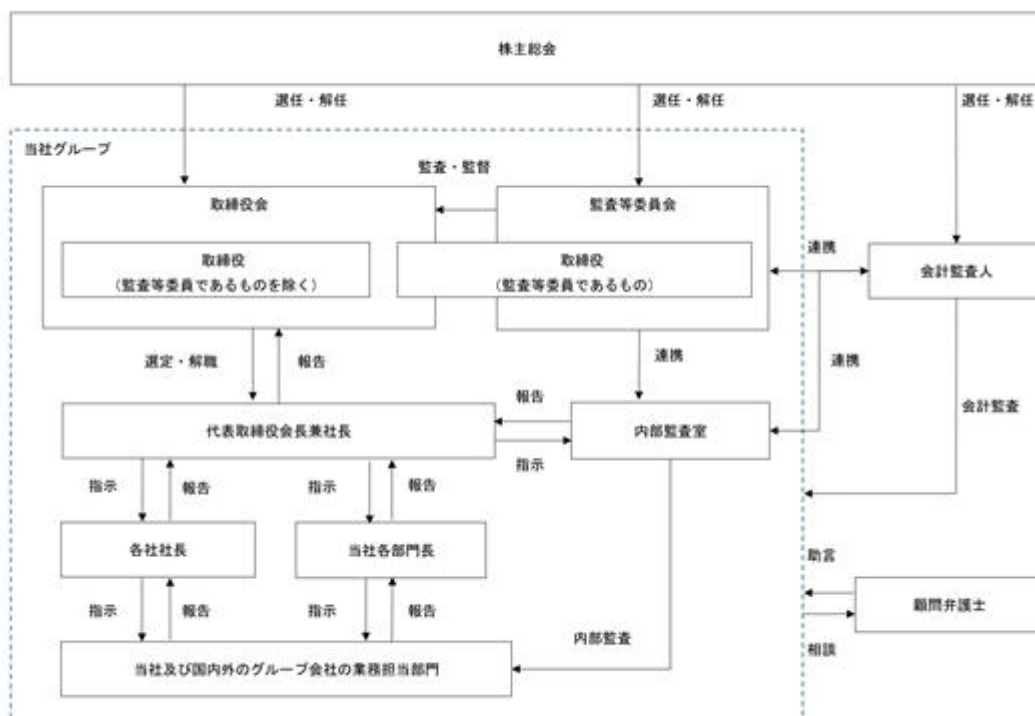 株主総会
選任・解任
選任・解任
選任・解任
当社グループ
監査・監督
取締役会
監査等委員会
取締役
(監査等委員であるものを除く)
取締役
(監査等委員であるもの)
連携
会計監査人
選定・解職
報告
連携
連携
報告
会計監査
代表取締役会長兼社長
内部監査室
指示
指示
報告
指示
報告
各社社長
当社各部門長
助言
指示
報告
指示
報告
顧問弁護士
内部監査
相談
当社及び国内外のグループ会社の業務担当部門